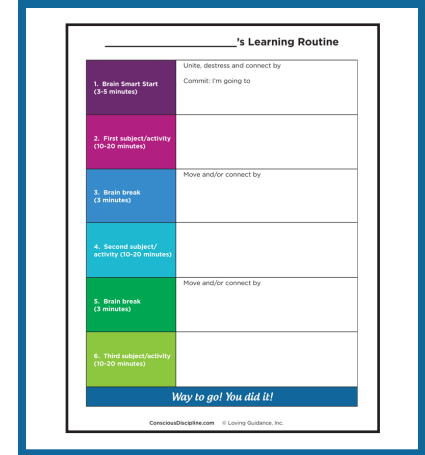 ____________________'s Learning Routine
1. Brain Smart Start
(3-5 minutes)
Unite, destress and connect by
Commit: I'm going to
2. First subject/activity
(10-20 minutes)
3. Brain break
(3 minutes)
Move and/or connect by
4. Second subject/
activity (10-20 minutes)
5. Brain break
(3 minutes)
Move and/or connect by
6. Third subject/activity
(10-20 minutes)
Way to go! You did it!
ConsciousDiscipline.com © Loving Guidance, Inc.